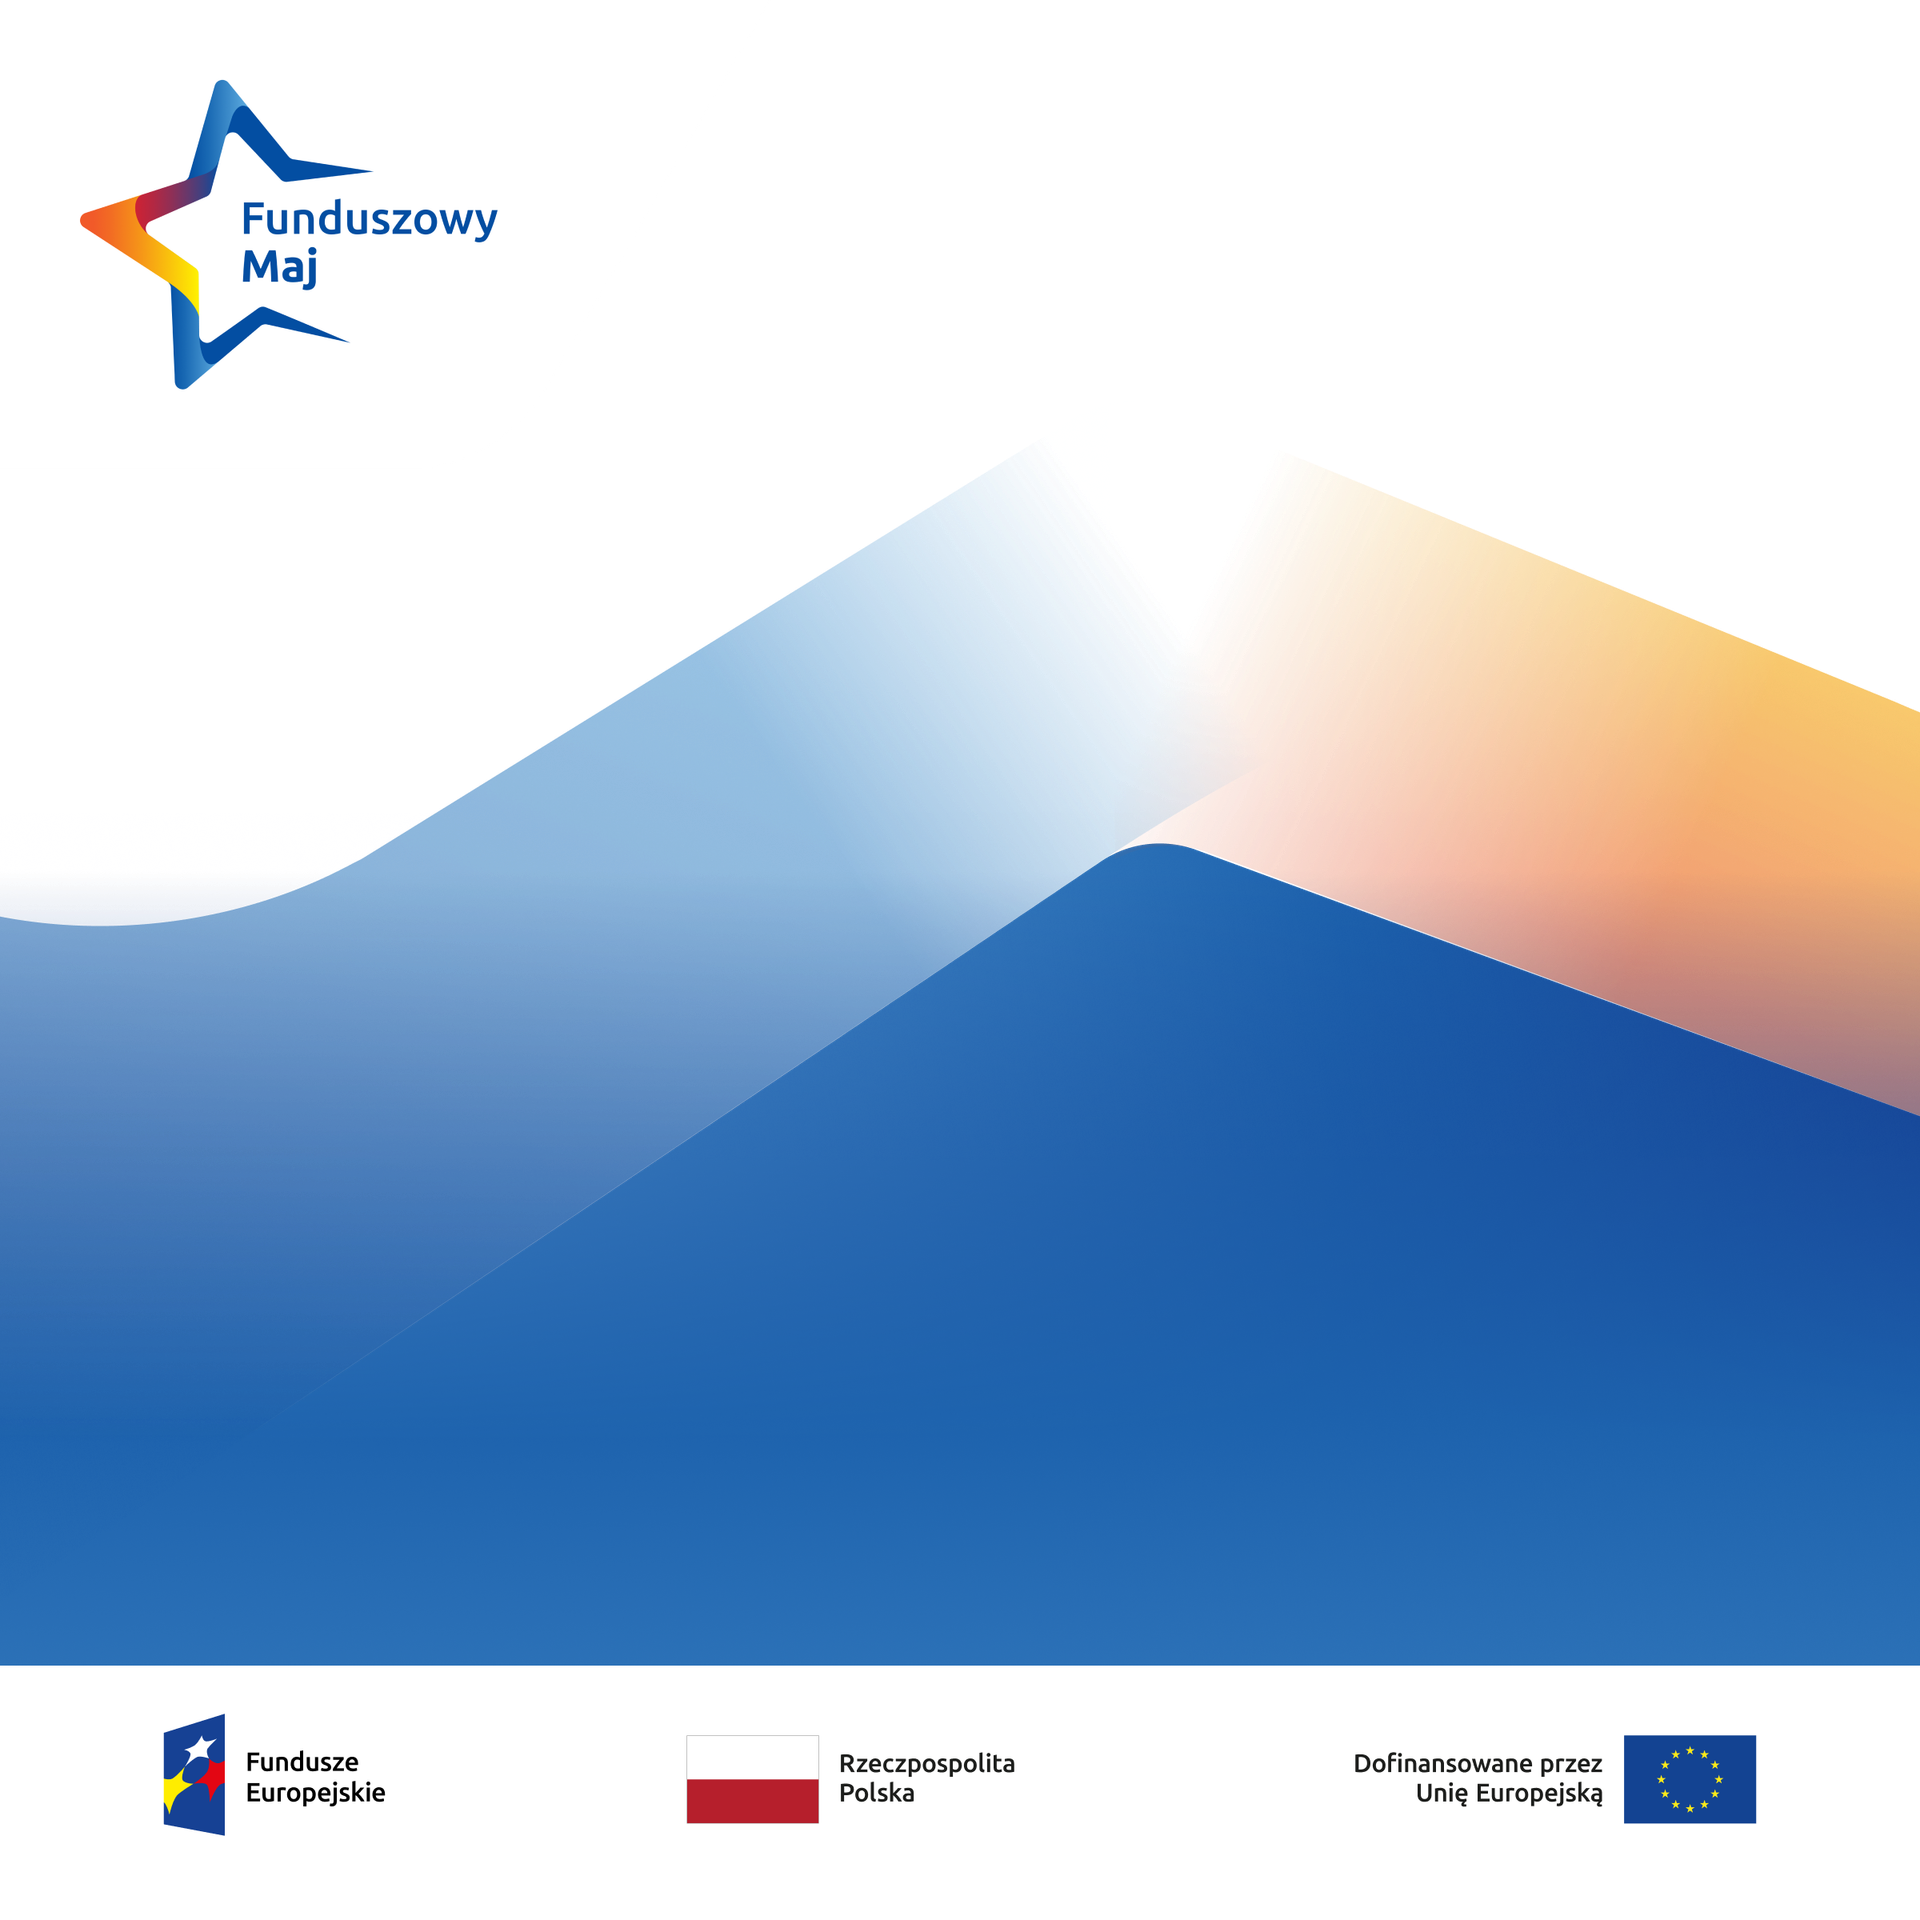 Funduszowy
Maj
Fundusze
Europejskie
Rzeczpospolita
Polska
Dofinansowane przez
Unię Europejską